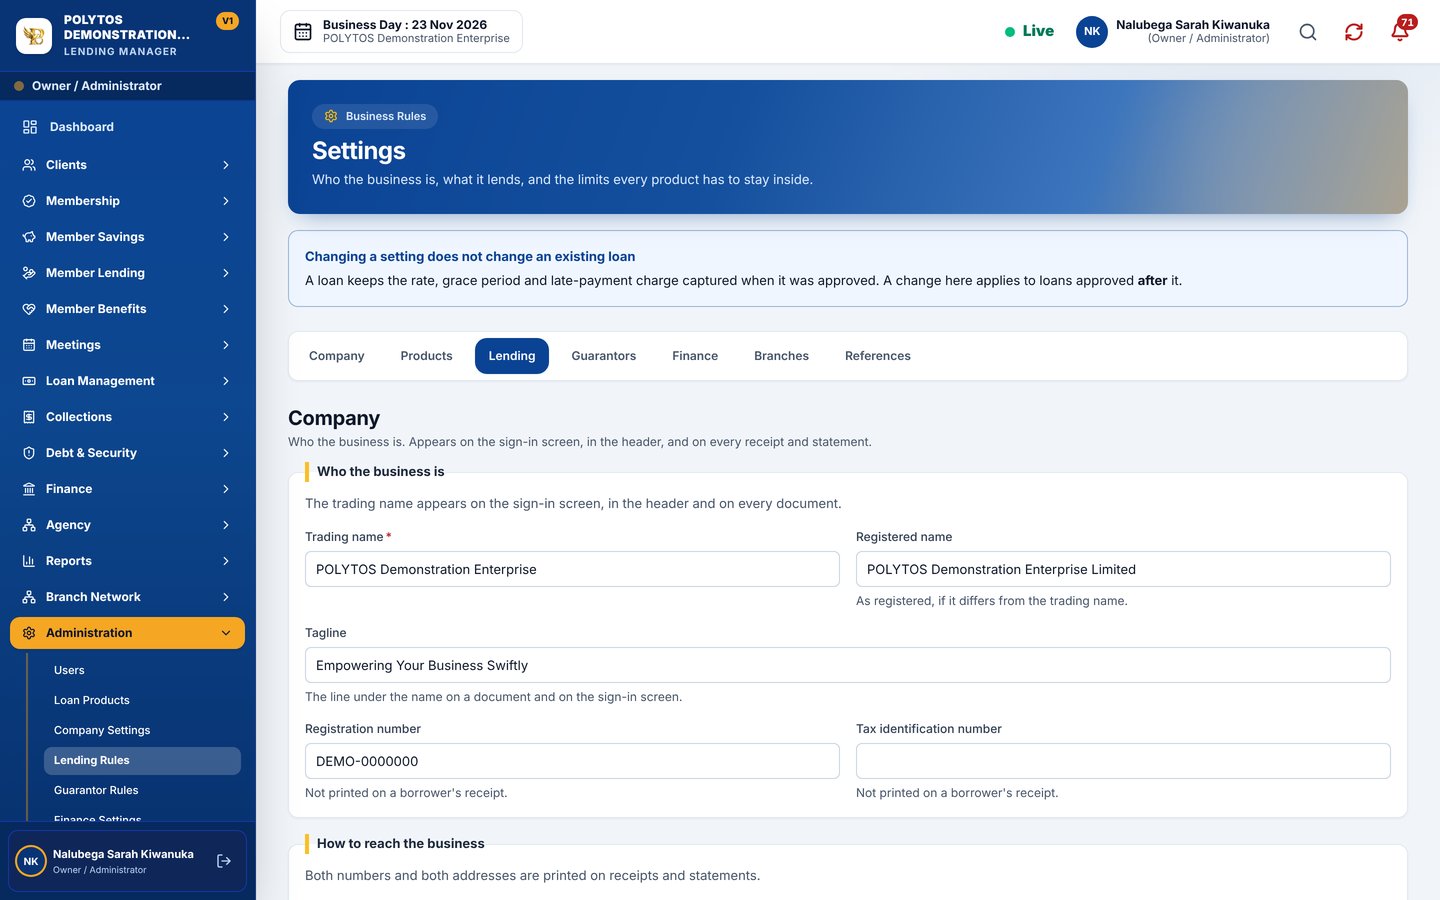 POLYTOS
DEMONSTRATION...
LENDING MANAGER
V1
Owner / Administrator
Dashboard
Clients
Membership
Member Savings
Member Lending
Member Benefits
Meetings
Loan Management
Collections
Debt & Security
Finance
Agency
Reports
Branch Network
Administration
Users
Loan Products
Company Settings
Lending Rules
Guarantor Rules
Finance Settings
NK
Nalubega Sarah Kiwanuka
Owner / Administrator
Business Day : 23 Nov 2026
POLYTOS Demonstration Enterprise
Live
NK
Nalubega Sarah Kiwanuka
(Owner / Administrator)
71
Business Rules
Settings
Who the business is, what it lends, and the limits every product has to stay inside.
Changing a setting does not change an existing loan
A loan keeps the rate, grace period and late-payment charge captured when it was approved. A change here applies to loans approved after it.
Company Products Lending Guarantors Finance Branches References
Company
Who the business is. Appears on the sign-in screen, in the header, and on every receipt and statement.
Who the business is
The trading name appears on the sign-in screen, in the header and on every document.
Trading name *
POLYTOS Demonstration Enterprise
Registered name
POLYTOS Demonstration Enterprise Limited
As registered, if it differs from the trading name.
Tagline
Empowering Your Business Swiftly
The line under the name on a document and on the sign-in screen.
Registration number
DEMO-0000000
Not printed on a borrower's receipt.
Tax identification number
Not printed on a borrower's receipt.
How to reach the business
Both numbers and both addresses are printed on receipts and statements.